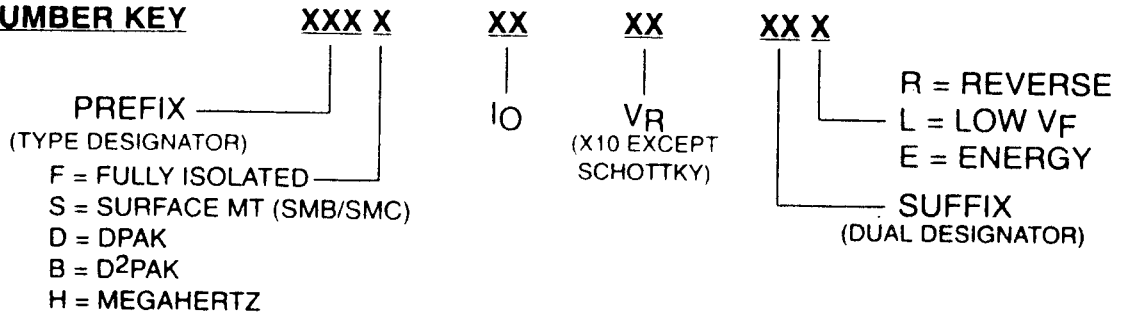 UMBER KEY XXX X XX XX XX X
PREFIX
(TYPE DESIGNATOR)
F = FULLY ISOLATED
S = SURFACE MT (SMB/SMC)
D = DPAK
B = D²PAK
H = MEGAHERTZ
IO
VR
(X10 EXCEPT
SCHOTTKY)
R = REVERSE
L = LOW VF
E = ENERGY
SUFFIX
(DUAL DESIGNATOR)